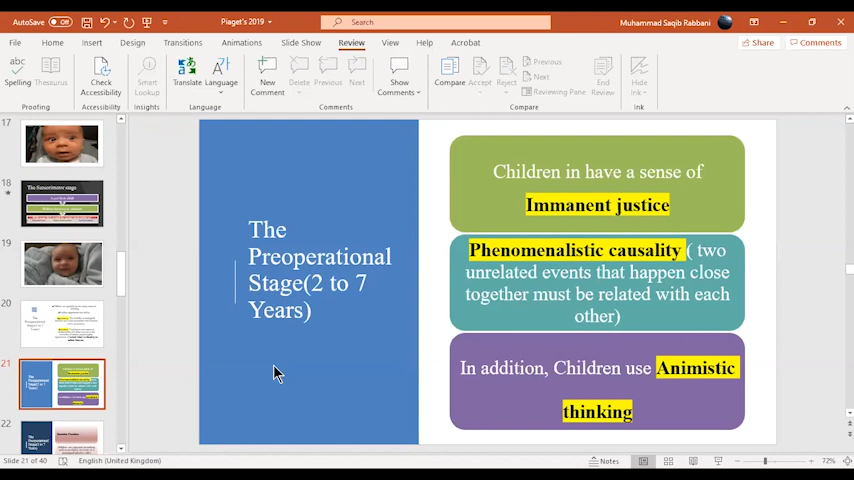 AutoSave Off
Piaget's 2019
Search
Muhammad Saqib Rabbani
File Home Insert Draw Design Transitions Animations Slide Show Review View Help Acrobat
Share Comments
Spelling Thesaurus
Check Accessibility
Smart Lookup
Translate Language
New Comment
Delete Previous Next
Show Comments
Compare Accept Reject
Previous
Next
Reviewing Pane
End Review
Hide Ink
Proofing Accessibility Insights Language Comments Compare Ink
17
18
The Sensorimotor stage
19
20
21
22
The
Preoperational
Stage(2 to 7
Years)
Children in have a sense of
Immanent justice
Phenomenalistic causality ( two
unrelated events that happen close
together must be related with each
other)
In addition, Children use Animistic
thinking
Slide 21 of 40 English (United Kingdom) Notes 72%